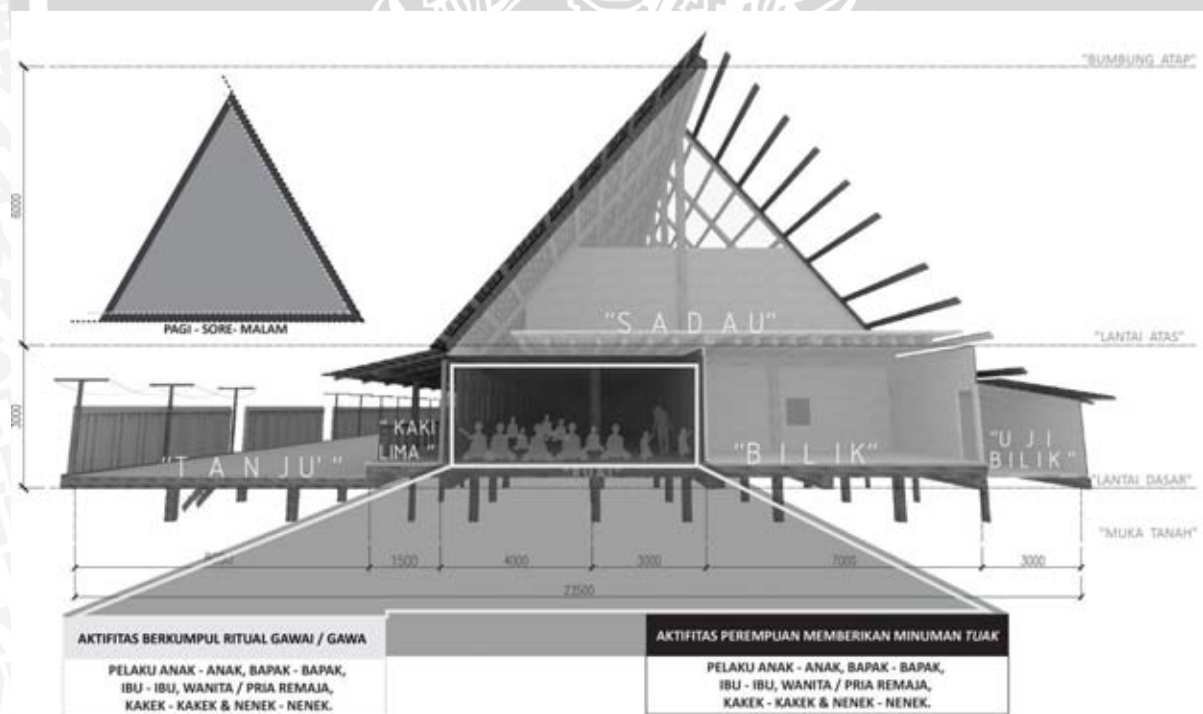 "BUMBUNG ATAP"
6000
PAGI - SORE- MALAM
"S A D A U"
"LANTAI ATAS"
3000
"KAKI
LIMA"
"T A N J U' "
"B I L I K"
"U J I
BILIK"
"LANTAI DASAR"
"MUKA TANAH"
1500
4000
3000
7000
3000
AKTIFITAS BERKUMPUL RITUAL GAWAI / GAWA
PELAKU ANAK - ANAK, BAPAK - BAPAK,
IBU - IBU, WANITA / PRIA REMAJA,
KAKEK - KAKEK & NENEK - NENEK.
AKTIFITAS PEREMPUAN MEMBERIKAN MINUMAN TUAK
PELAKU ANAK - ANAK, BAPAK - BAPAK,
IBU - IBU, WANITA / PRIA REMAJA,
KAKEK - KAKEK & NENEK - NENEK.